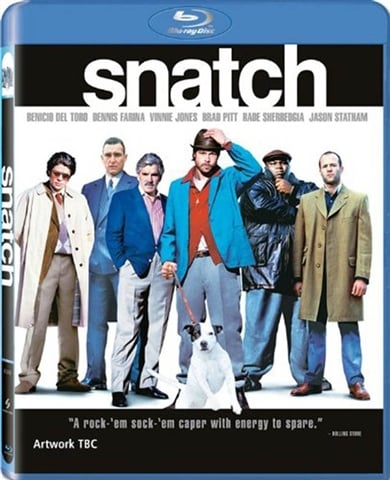 Blu-ray Disc
snatch
BENICIO DEL TORO DENNIS FARINA VINNIE JONES BRAD PITT RADE SHERBEDGIA JASON STATHAM
snatch
"A rock-'em sock-'em caper with energy to spare."
- ROLLING STONE
Artwork TBC